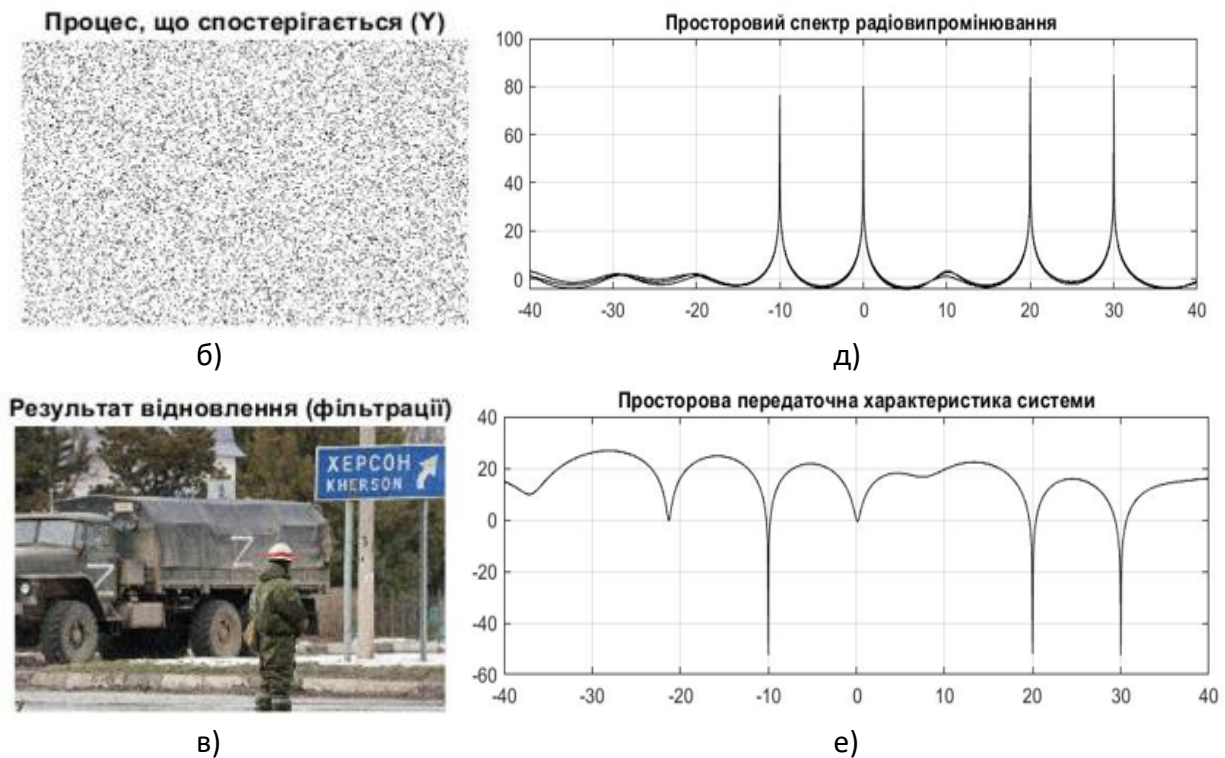 Процес, що спостерігається (Y)
б)
Просторовий спектр радіовипромінювання
100
80
60
40
20
0
-40 -30 -20 -10 0 10 20 30 40
д)
Результат відновлення (фільтрації)
ХЕРСОН
KHERSON
Z
Z
в)
Просторова передаточна характеристика системи
40
20
0
-20
-40
-60
-40 -30 -20 -10 0 10 20 30 40
е)